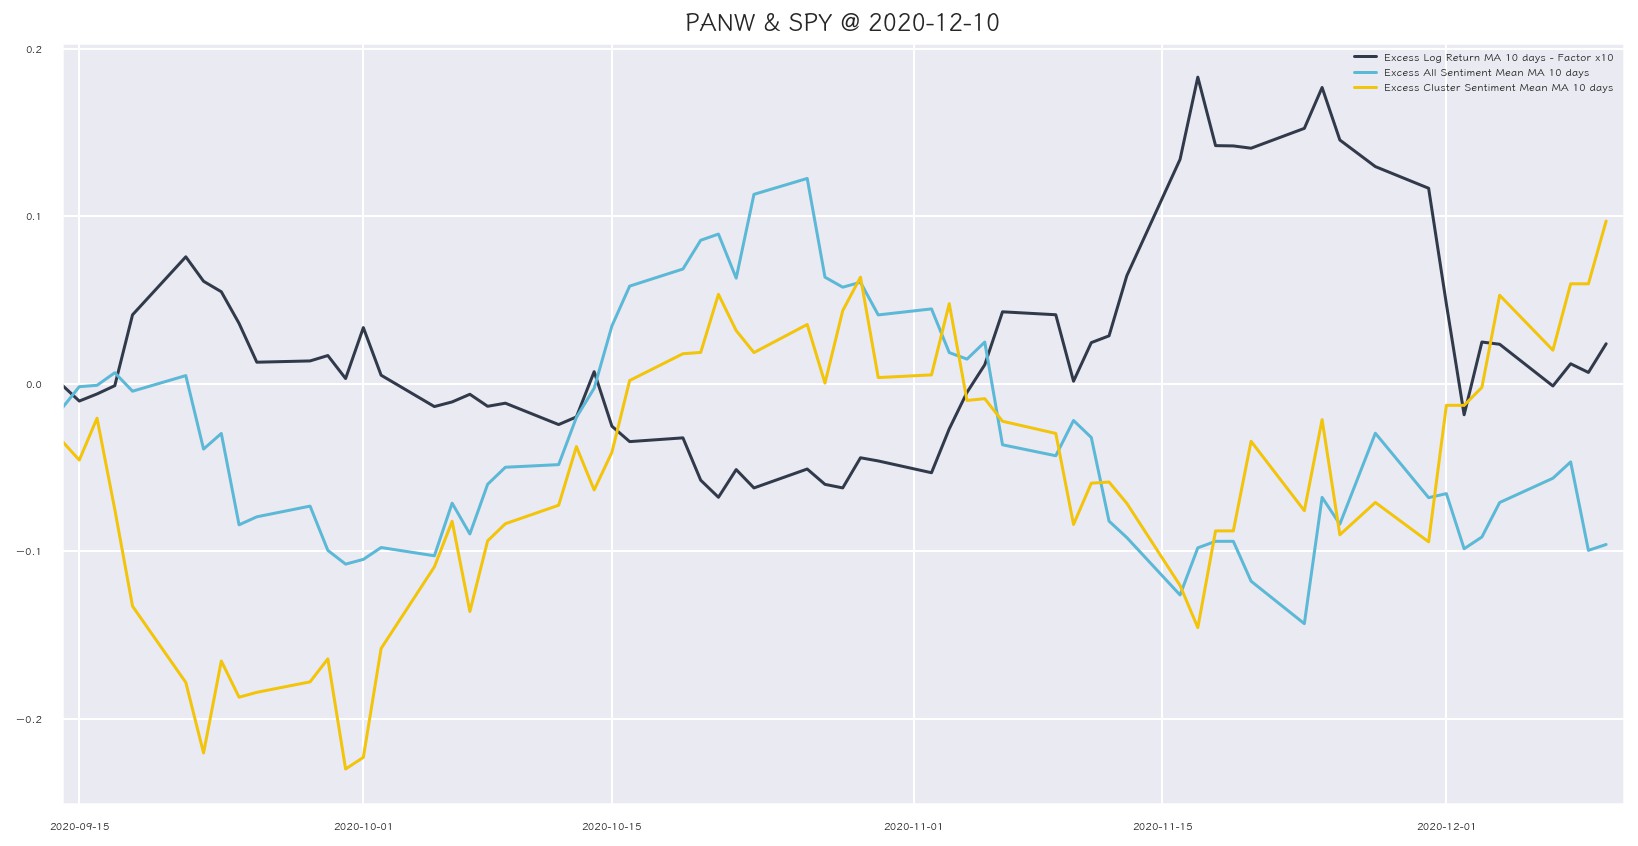 PANW & SPY @ 2020-12-10
Excess Log Return MA 10 days - Factor x10
Excess All Sentiment Mean MA 10 days
Excess Cluster Sentiment Mean MA 10 days
0.2
0.1
0.0
−0.1
−0.2
2020-09-15 2020-10-01 2020-10-15 2020-11-01 2020-11-15 2020-12-01